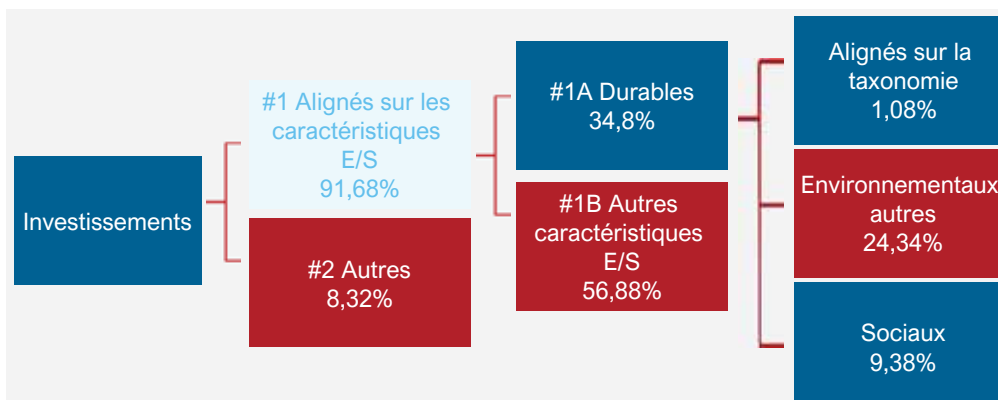 Investissements
#1 Alignés sur les
caractéristiques
E/S
91,68%
#2 Autres
8,32%
#1A Durables
34,8%
#1B Autres
caractéristiques
E/S
56,88%
Alignés sur la
taxonomie
1,08%
Environnementaux
autres
24,34%
Sociaux
9,38%